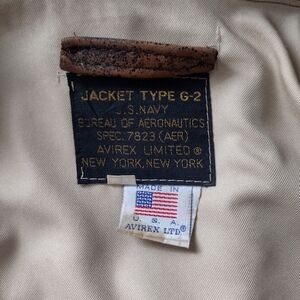 JACKET TYPE G-2
U.S. NAVY
BUREAU OF AERONAUTICS
SPEC. 7823 (AER)
AVIREX LIMITED ®
NEW YORK, NEW YORK
MADE IN
U. S. A.
AVIREX LTD®